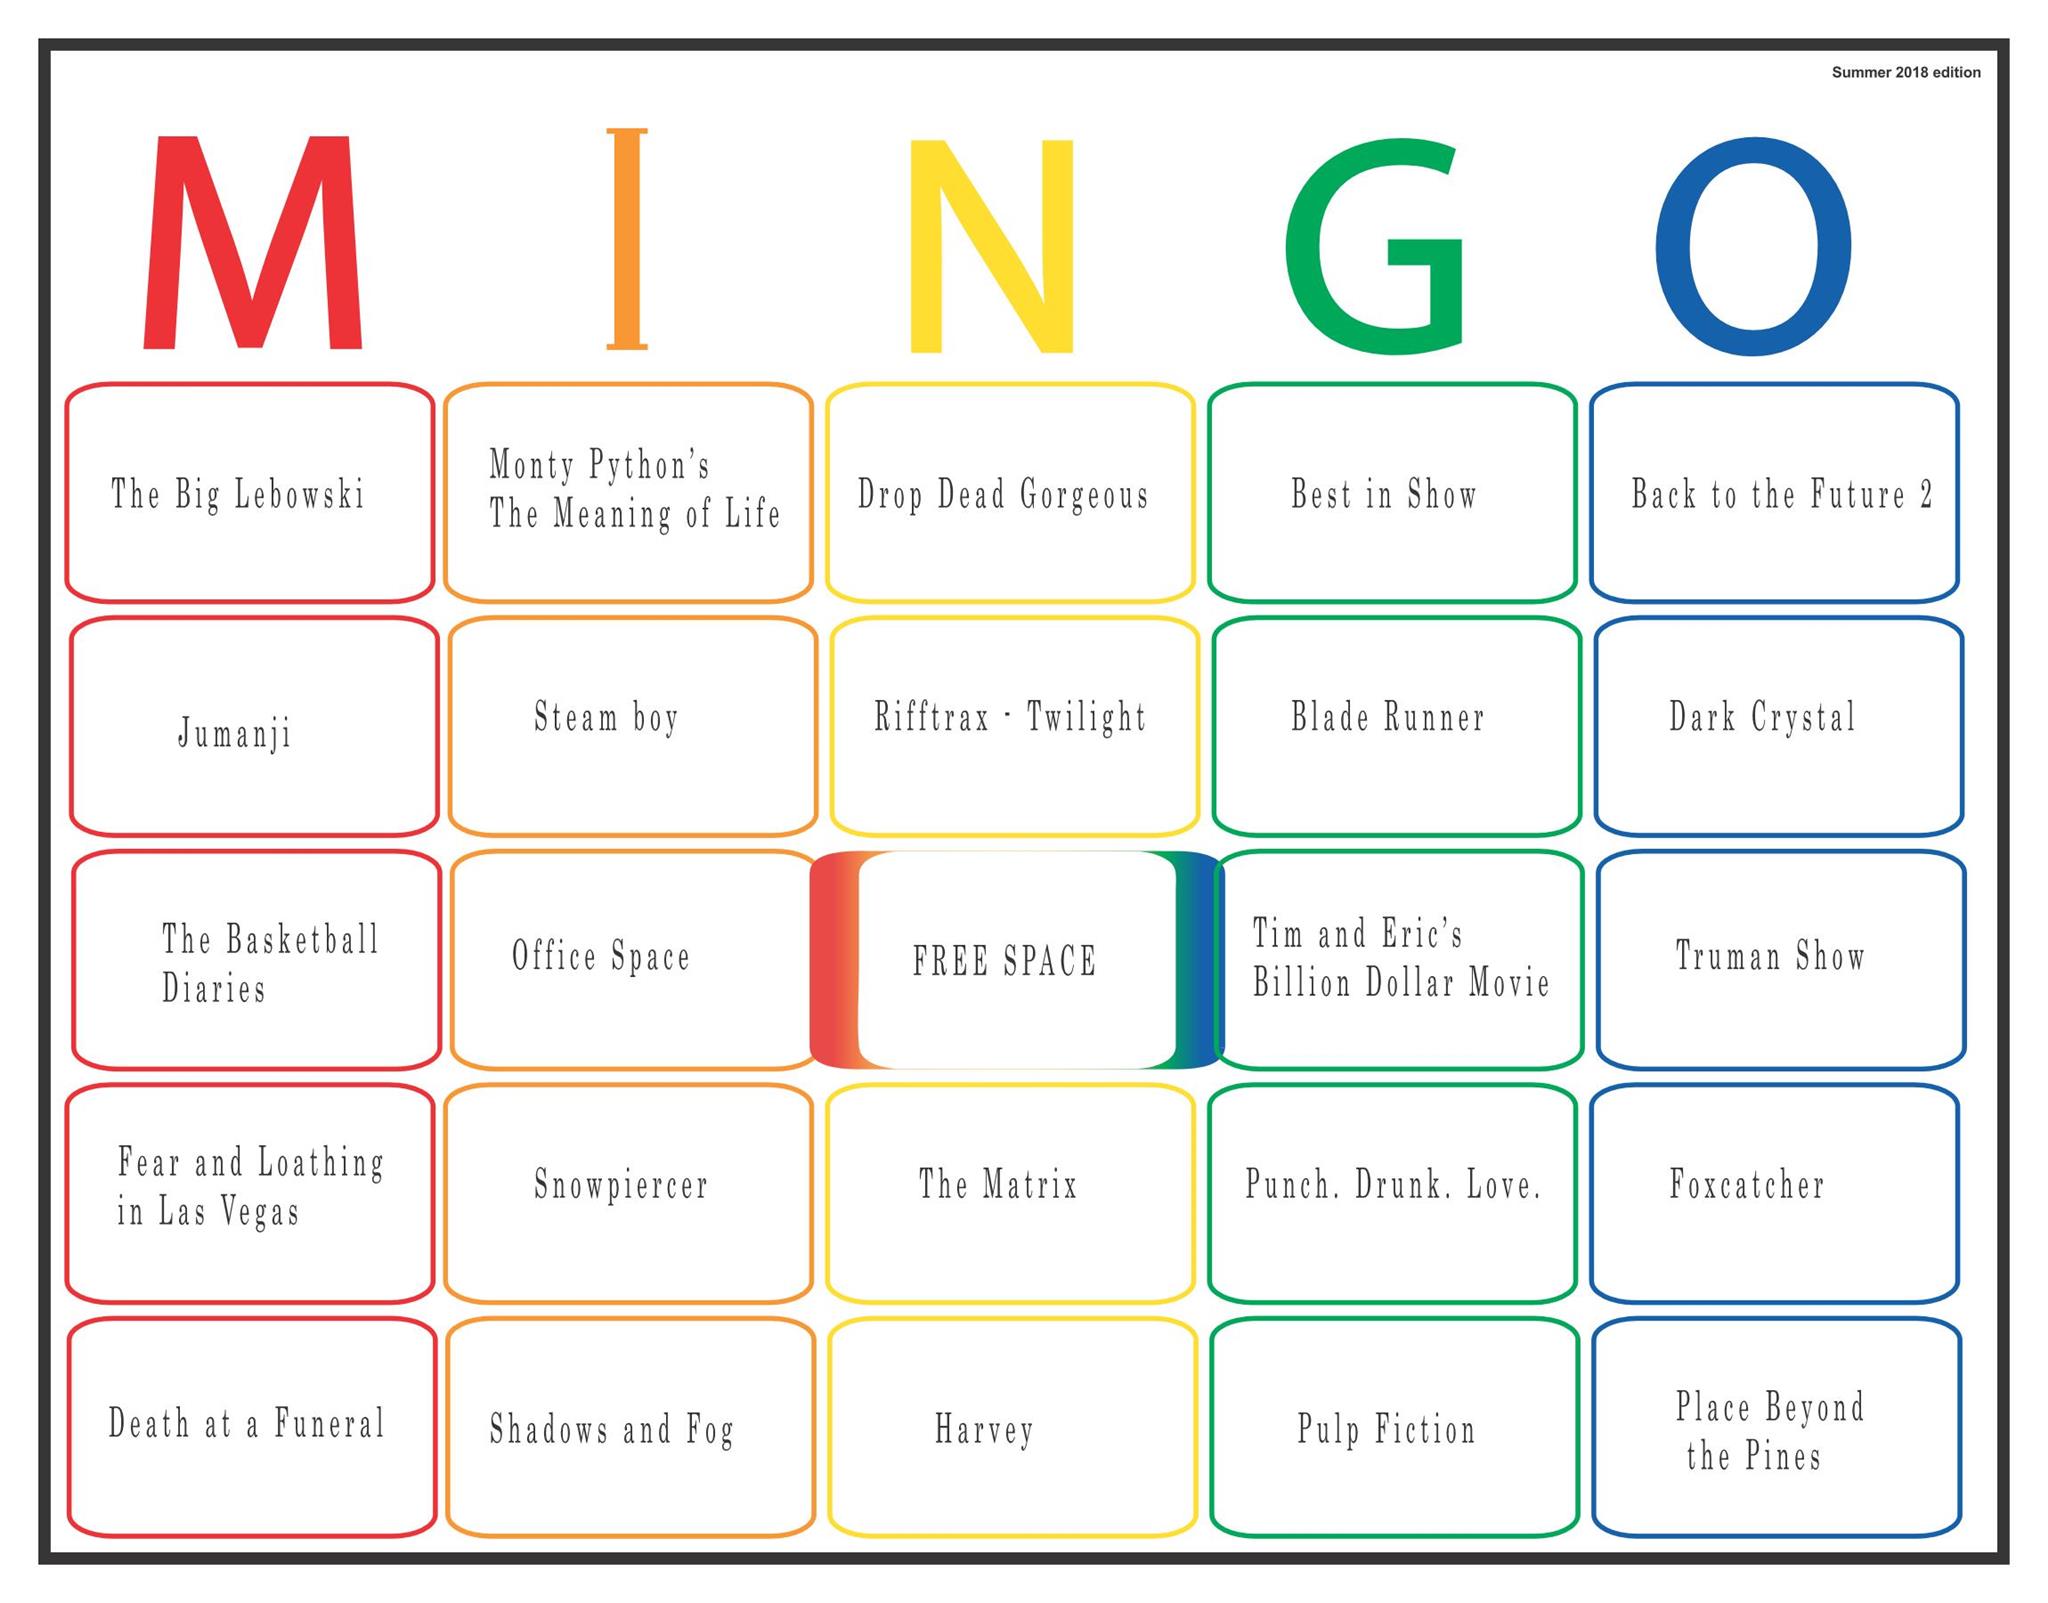 Summer 2018 edition
M I N G O
The Big Lebowski
Monty Python's
The Meaning of Life
Drop Dead Gorgeous
Best in Show
Back to the Future 2
Jumanji
Steam boy
Rifftrax - Twilight
Blade Runner
Dark Crystal
The Basketball
Diaries
Office Space
FREE SPACE
Tim and Eric's
Billion Dollar Movie
Truman Show
Fear and Loathing
in Las Vegas
Snowpiercer
The Matrix
Punch. Drunk. Love.
Foxcatcher
Death at a Funeral
Shadows and Fog
Harvey
Pulp Fiction
Place Beyond
the Pines